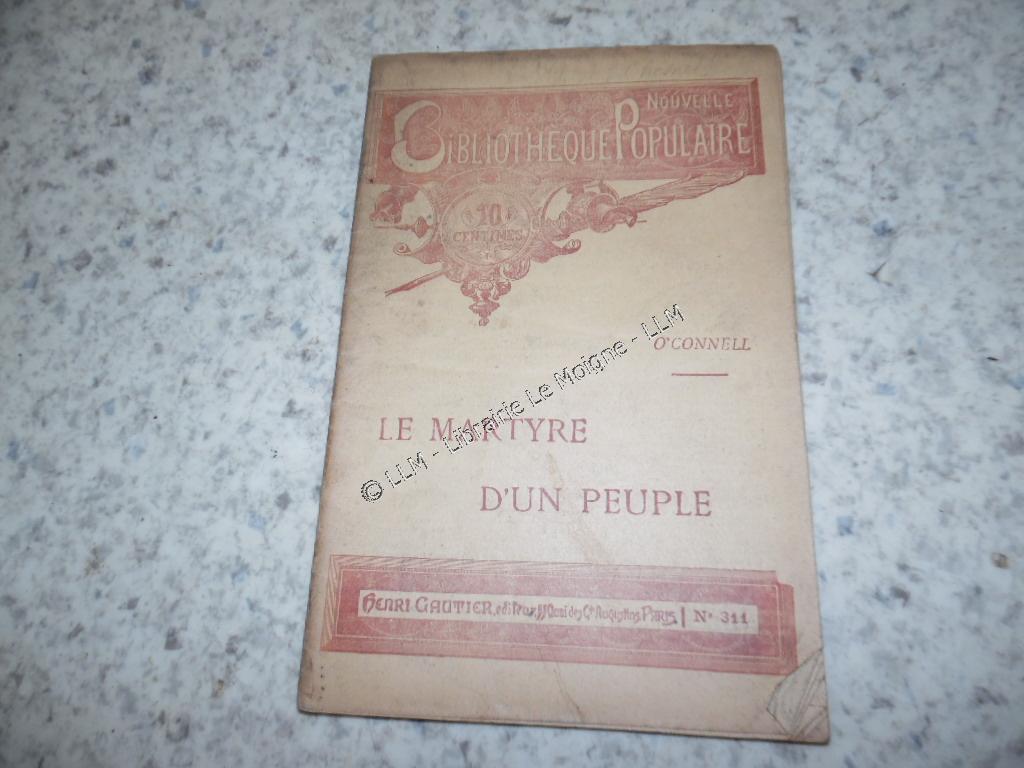 NOUVELLE
BIBLIOTHEQUE POPULAIRE
10
CENTIMES
O'CONNELL
LE MARTYRE
D'UN PEUPLE
HENRI GAUTIER, editeur, 55 Quai des Gds Augustins, PARIS | N° 311
© LLM - Librairie Le Moigne - LLM